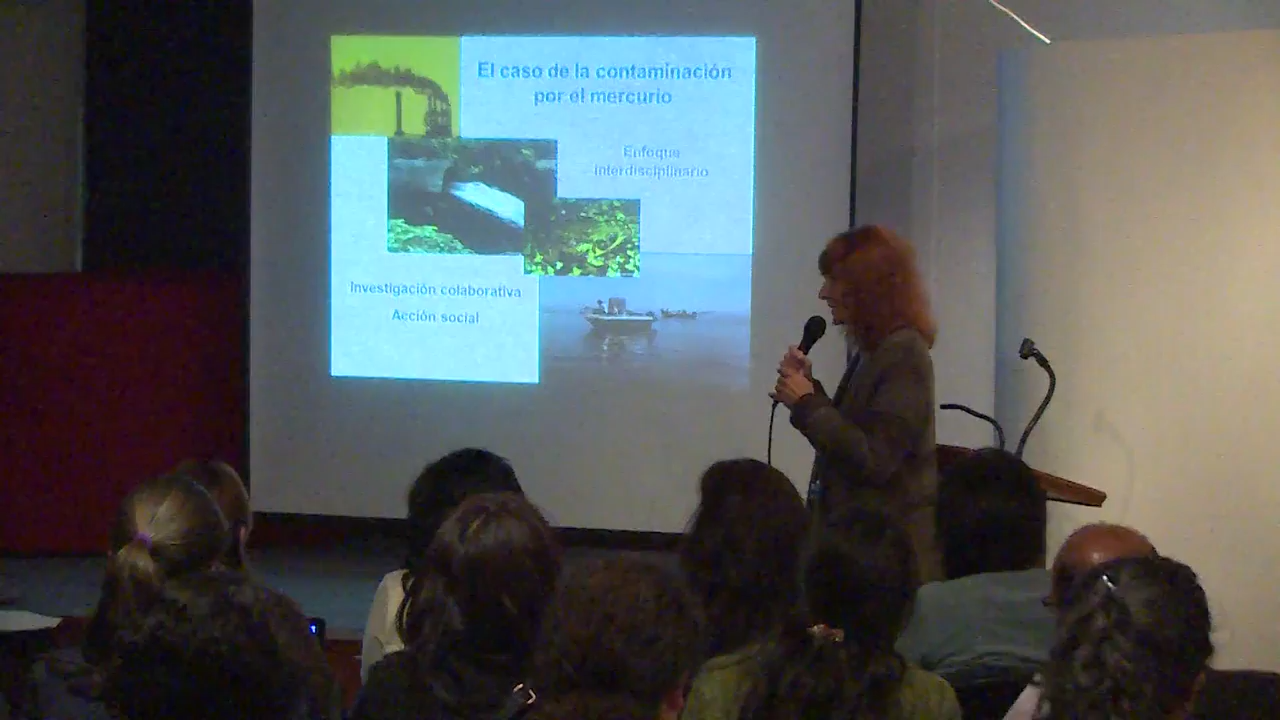 El caso de la contaminación
por el mercurio
Enfoque
interdisciplinario
Investigación colaborativa
Acción social